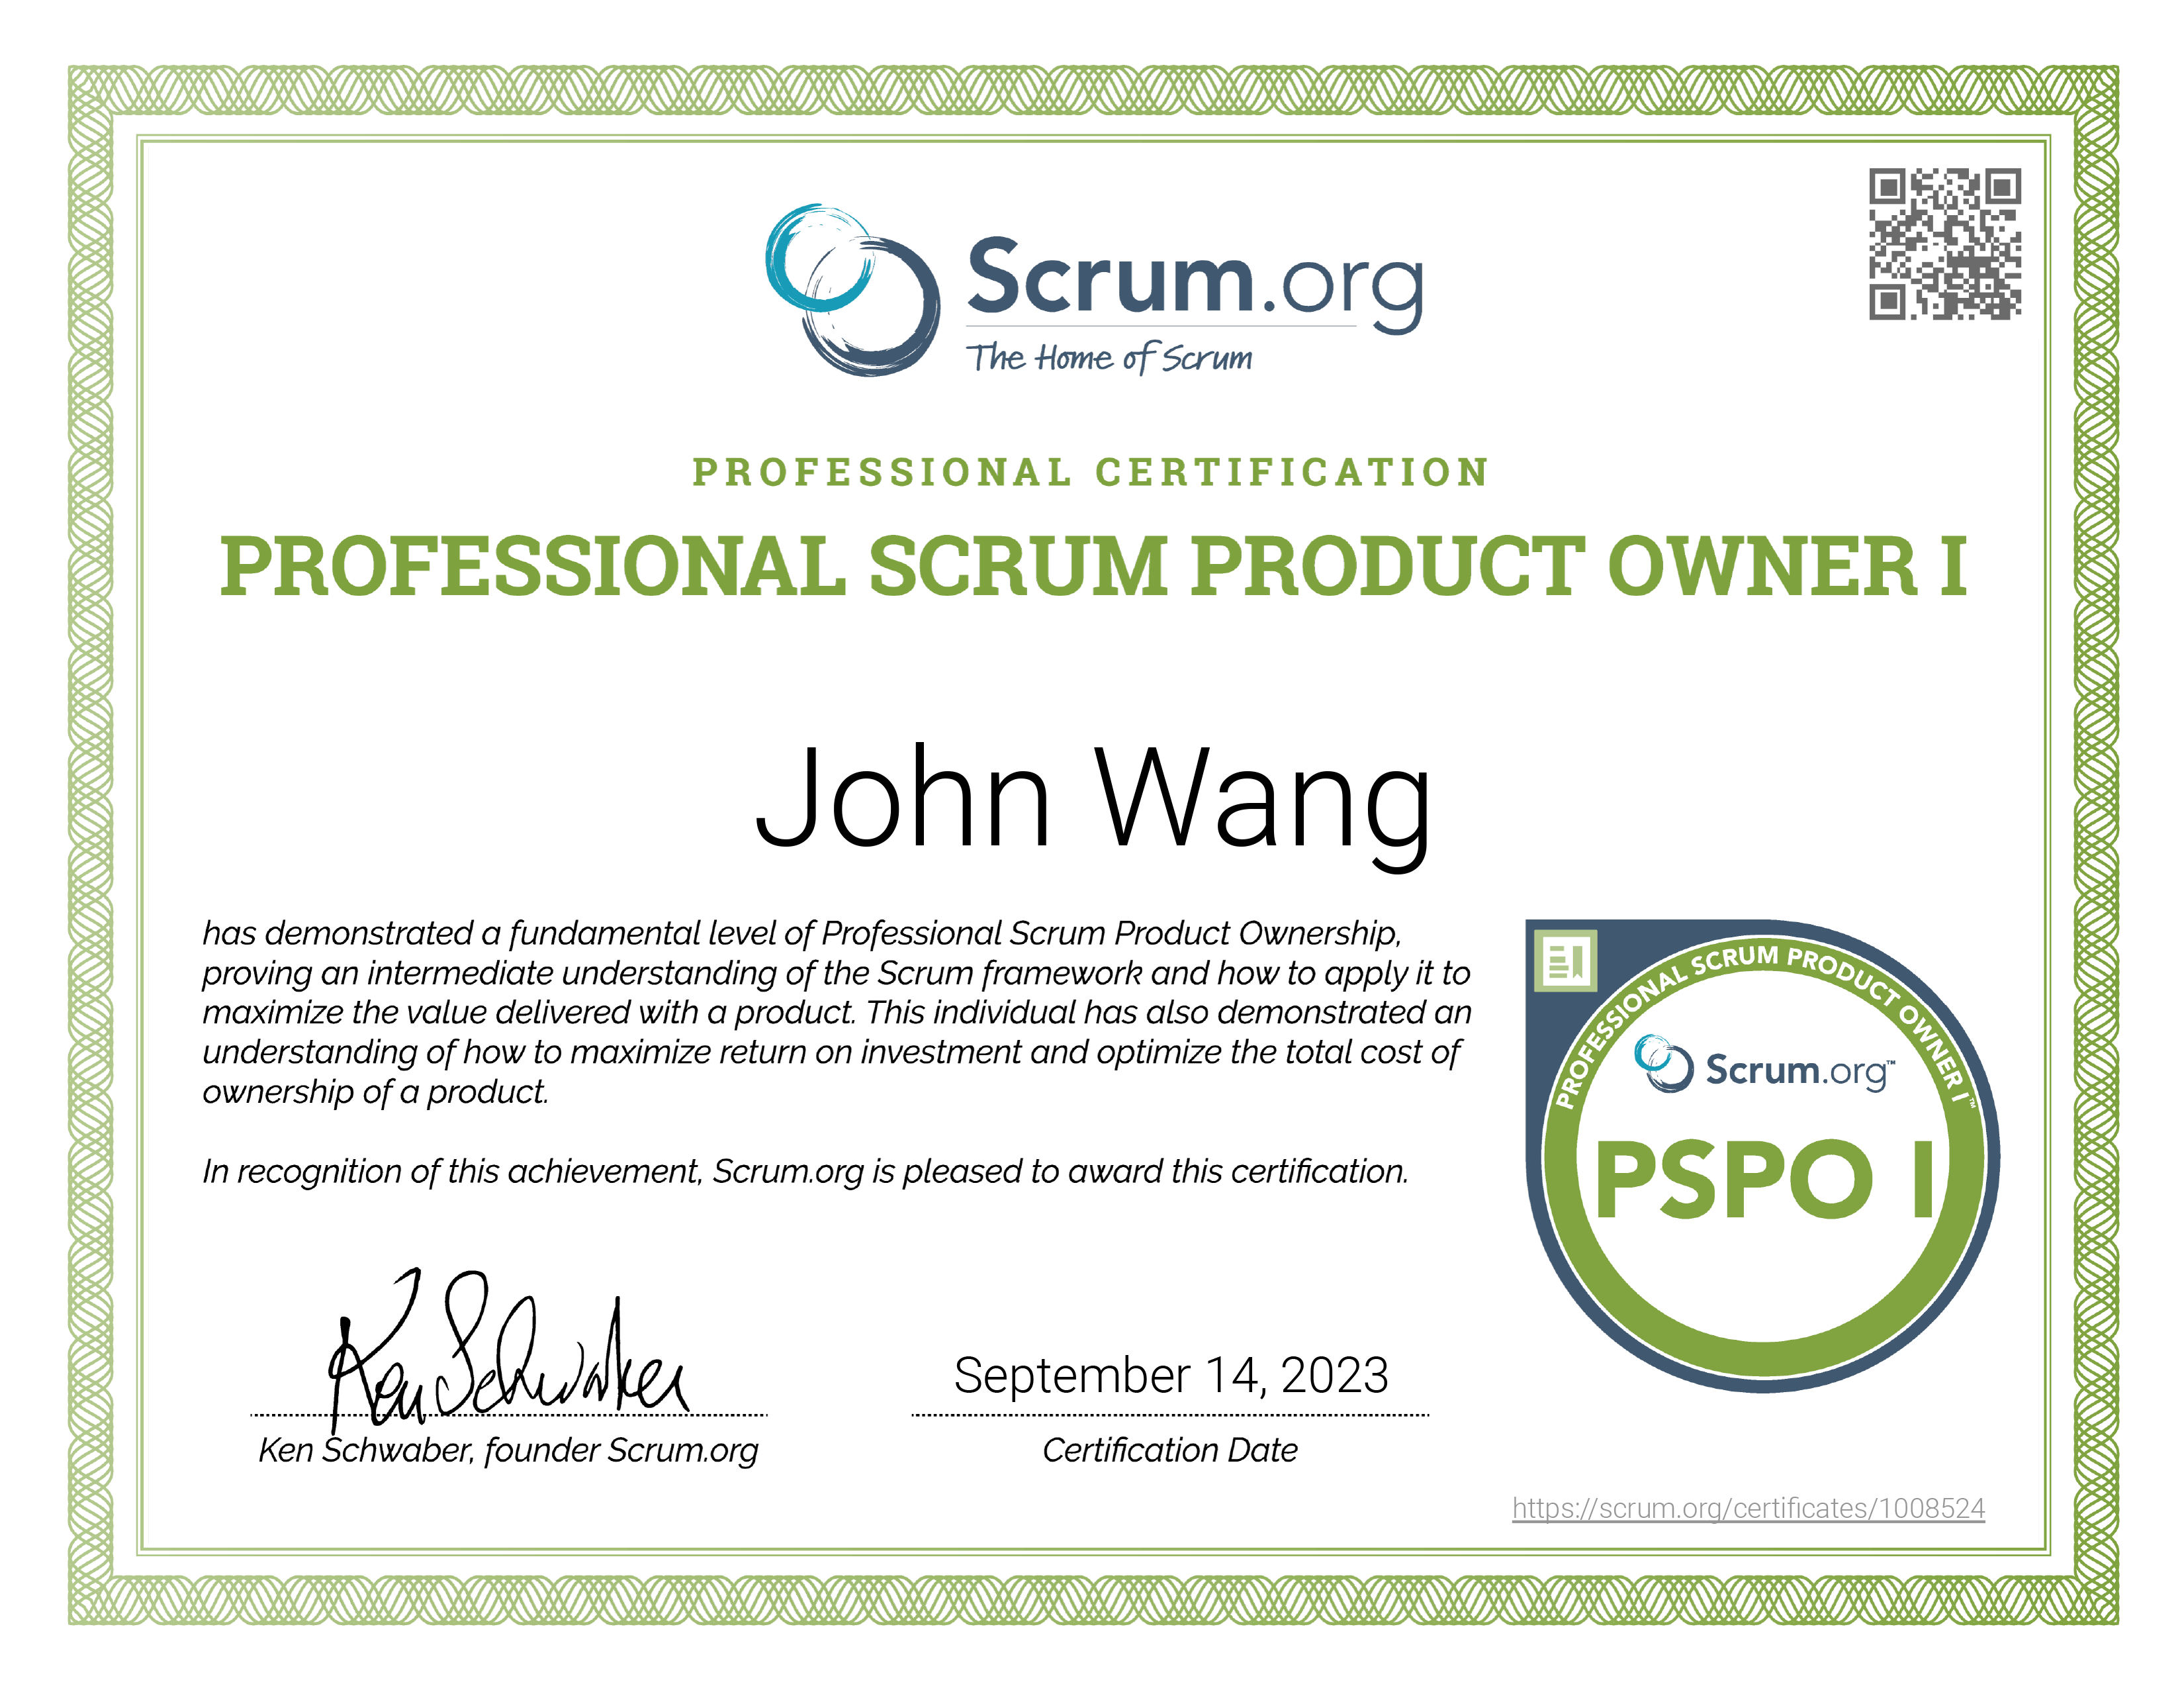 Scrum.org
The Home of Scrum
PROFESSIONAL CERTIFICATION
PROFESSIONAL SCRUM PRODUCT OWNER I
John Wang
has demonstrated a fundamental level of Professional Scrum Product Ownership,
proving an intermediate understanding of the Scrum framework and how to apply it to
maximize the value delivered with a product. This individual has also demonstrated an
understanding of how to maximize return on investment and optimize the total cost of
ownership of a product.
In recognition of this achievement, Scrum.org is pleased to award this certification.
PROFESSIONAL SCRUM PRODUCT OWNER I™
Scrum.org™
PSPO I
Ken Schwaber
September 14, 2023
Ken Schwaber, founder Scrum.org
Certification Date
https://scrum.org/certificates/1008524